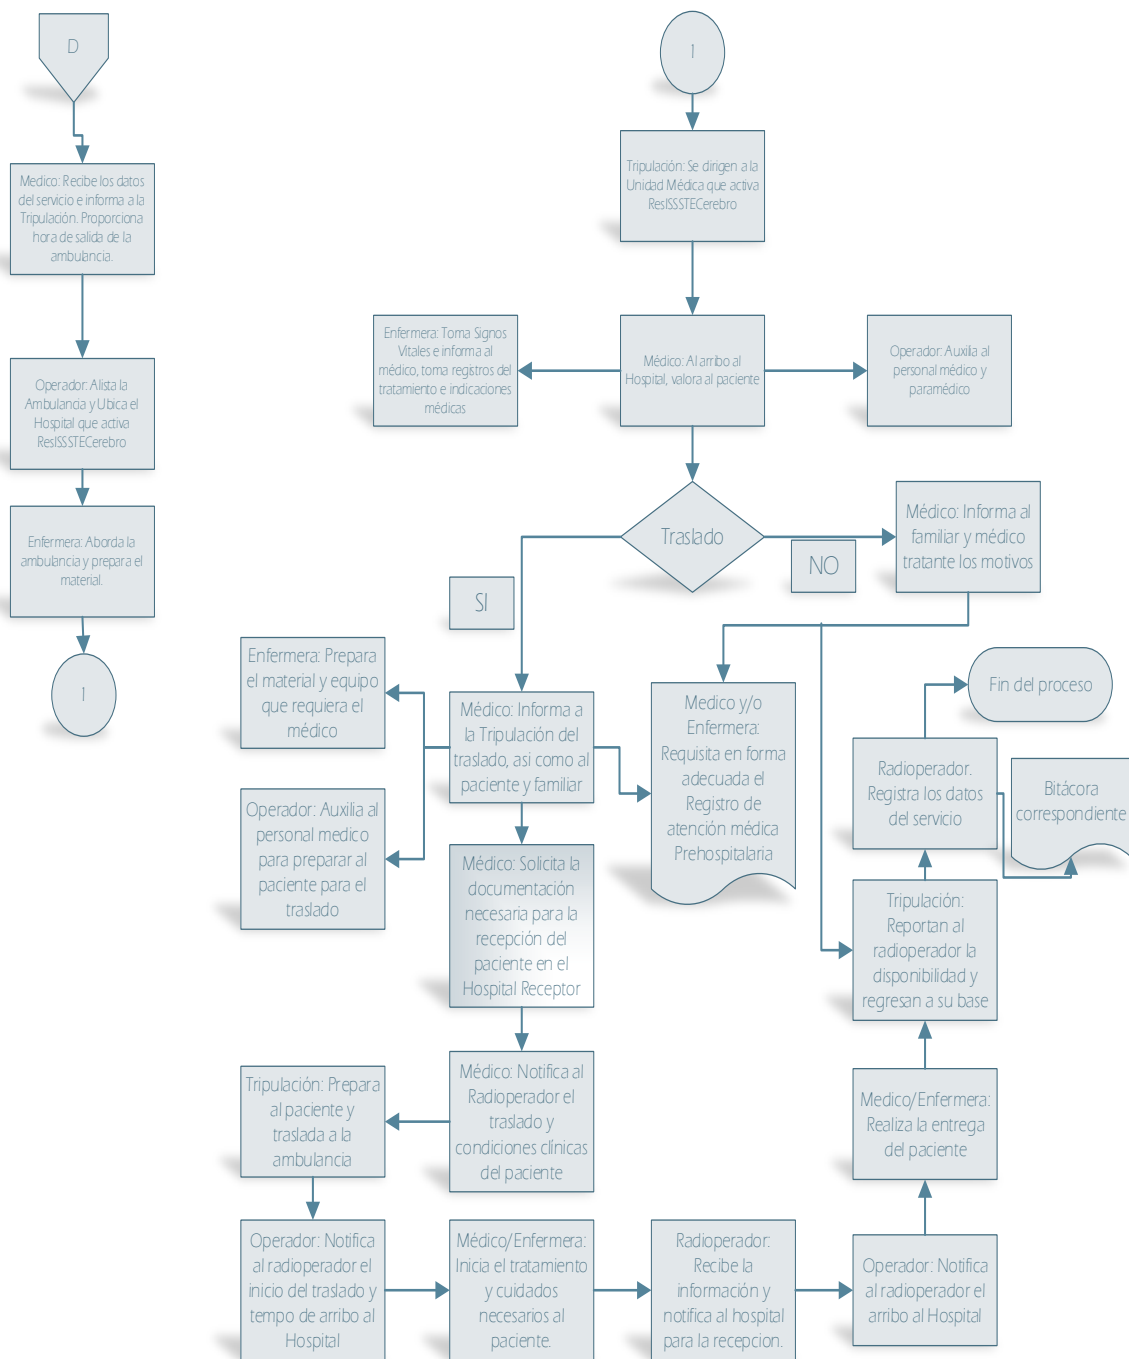 D
Medico: Recibe los datos
del servicio e informa a la
Tripulación. Proporciona
hora de salida de la
ambulancia.
Operador: Alista la
Ambulancia y Ubica el
Hospital que activa
ResISSSTECerebro
Enfermera: Aborda la
ambulancia y prepara el
material.
1
1
Tripulación: Se dirigen a la
Unidad Médica que activa
ResISSSTECerebro
Enfermera: Toma Signos
Vitales e informa al
médico, toma registros del
tratamiento e indicaciones
médicas
Médico: Al arribo al
Hospital, valora al paciente
Operador: Auxilia al
personal médico y
paramédico
Traslado
NO
Médico: Informa al
familiar y médico
tratante los motivos
SI
Enfermera: Prepara
el material y equipo
que requiera el
médico
Médico: Informa a
la Tripulación del
traslado, asi como al
paciente y familiar
Medico y/o
Enfermera:
Requisita en forma
adecuada el
Registro de
atención médica
Prehospitalaria
Fin del proceso
Radioperador.
Registra los datos
del servicio
Bitácora
correspondiente
Operador: Auxilia al
personal medico
para preparar al
paciente para el
traslado
Médico: Solicita la
documentación
necesaria para la
recepción del
paciente en el
Hospital Receptor
Tripulación:
Reportan al
radioperador la
disponibilidad y
regresan a su base
Tripulación: Prepara
al paciente y
traslada a la
ambulancia
Médico: Notifica al
Radioperador el
traslado y
condiciones clínicas
del paciente
Medico/Enfermera:
Realiza la entrega
del paciente
Operador: Notifica
al radioperador el
inicio del traslado y
tempo de arribo al
Hospital
Médico/Enfermera:
Inicia el tratamiento
y cuidados
necesarios al
paciente.
Radioperador:
Recibe la
información y
notifica al hospital
para la recepcion.
Operador: Notifica
al radioperador el
arribo al Hospital